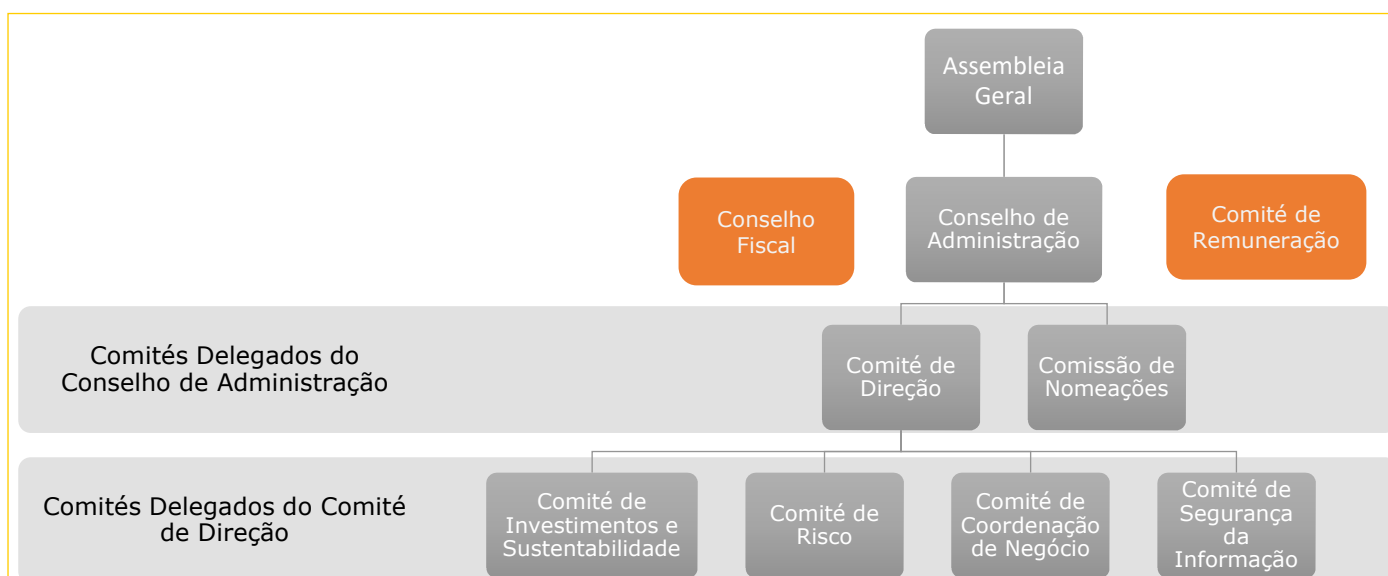 Assembleia
Geral
Conselho
Fiscal
Conselho de
Administração
Comité de
Remuneração
Comités Delegados do
Conselho de Administração
Comité de
Direção
Comissão de
Nomeações
Comités Delegados do Comité
de Direção
Comité de
Investimentos e
Sustentabilidade
Comité de
Risco
Comité de
Coordenação
de Negócio
Comité de
Segurança
da
Informação